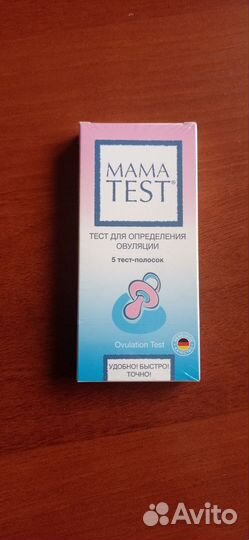 MAMA
TEST®
ТЕСТ ДЛЯ ОПРЕДЕЛЕНИЯ
ОВУЛЯЦИИ
5 тест-полосок
Ovulation Test
УДОБНО! БЫСТРО!
ТОЧНО!
Avito